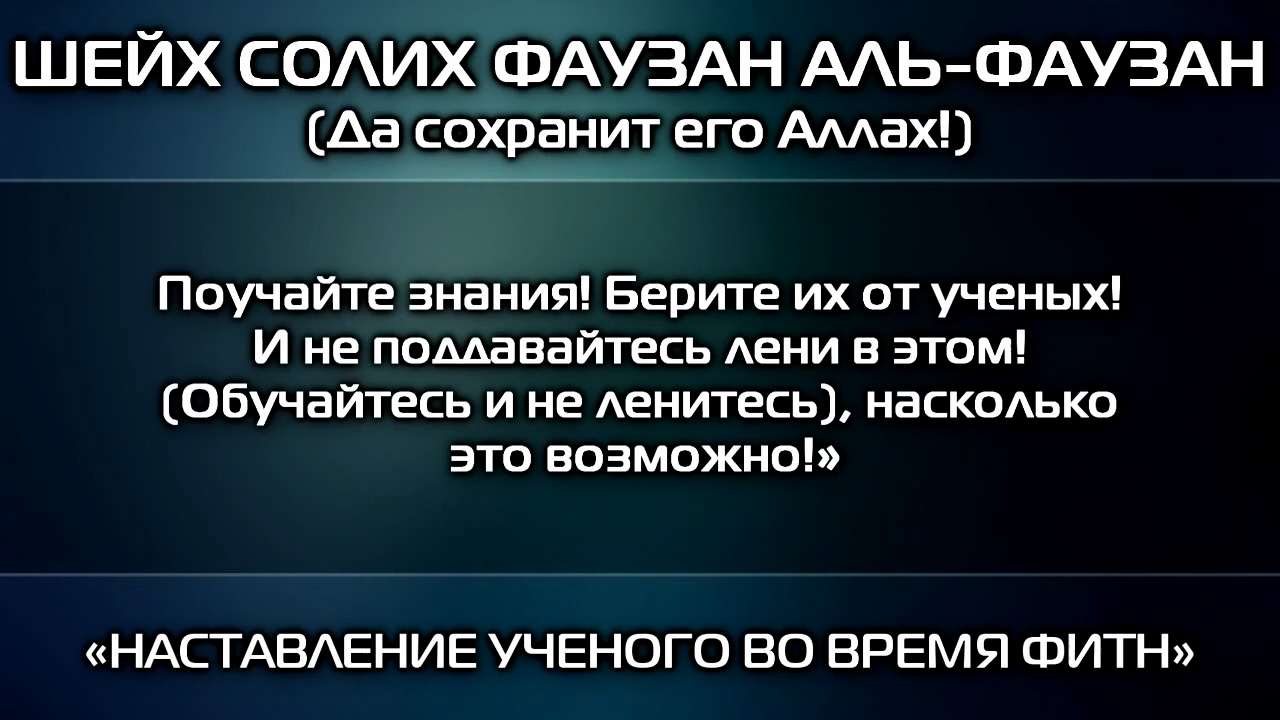 ШЕЙХ СОЛИХ ФАУЗАН АЛЬ-ФАУЗАН
(Да сохранит его Аллах!)
Поучайте знания! Берите их от ученых!
И не поддавайтесь лени в этом!
(Обучайтесь и не ленитесь), насколько
это возможно!»
«НАСТАВЛЕНИЕ УЧЕНОГО ВО ВРЕМЯ ФИТН»